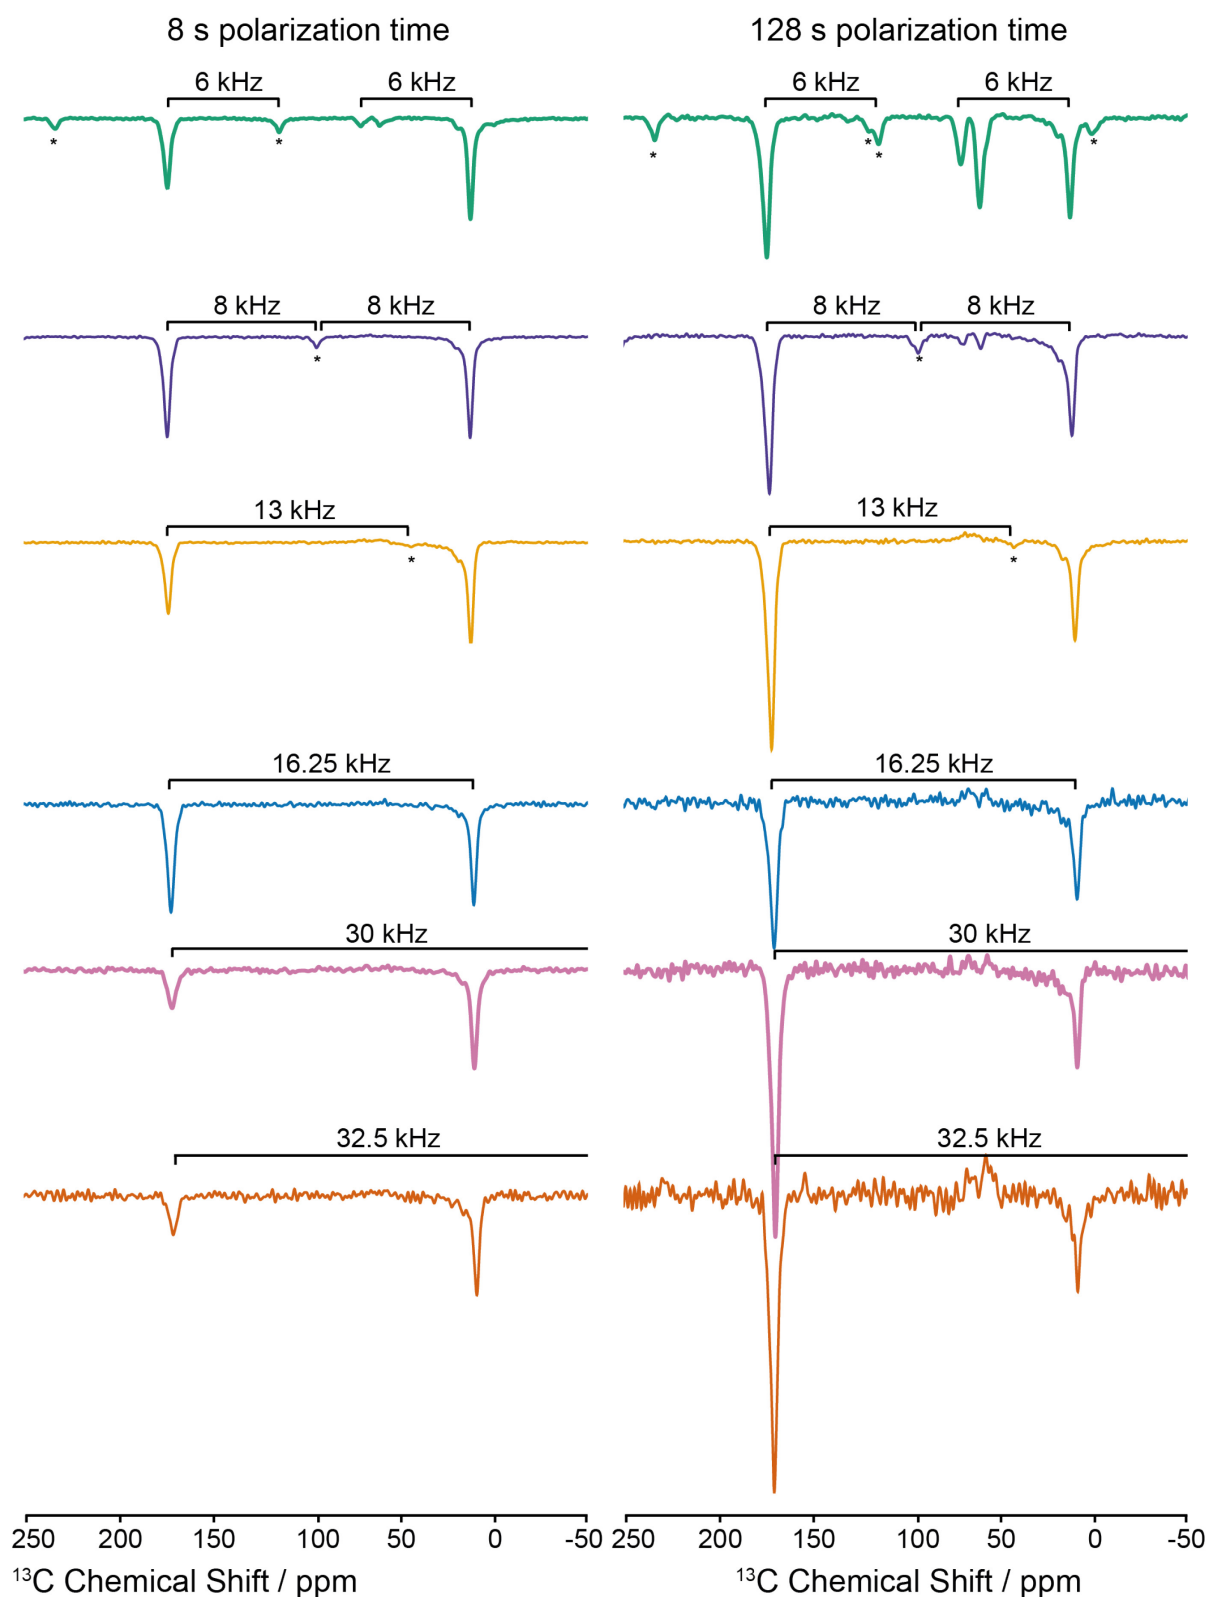 8 s polarization time 128 s polarization time
6 kHz 6 kHz 6 kHz 6 kHz
* * * * * *
8 kHz 8 kHz 8 kHz 8 kHz
* *
13 kHz 13 kHz
* *
16.25 kHz 16.25 kHz
30 kHz 30 kHz
32.5 kHz 32.5 kHz
250 200 150 100 50 0 -50 250 200 150 100 50 0 -50
¹³C Chemical Shift / ppm ¹³C Chemical Shift / ppm